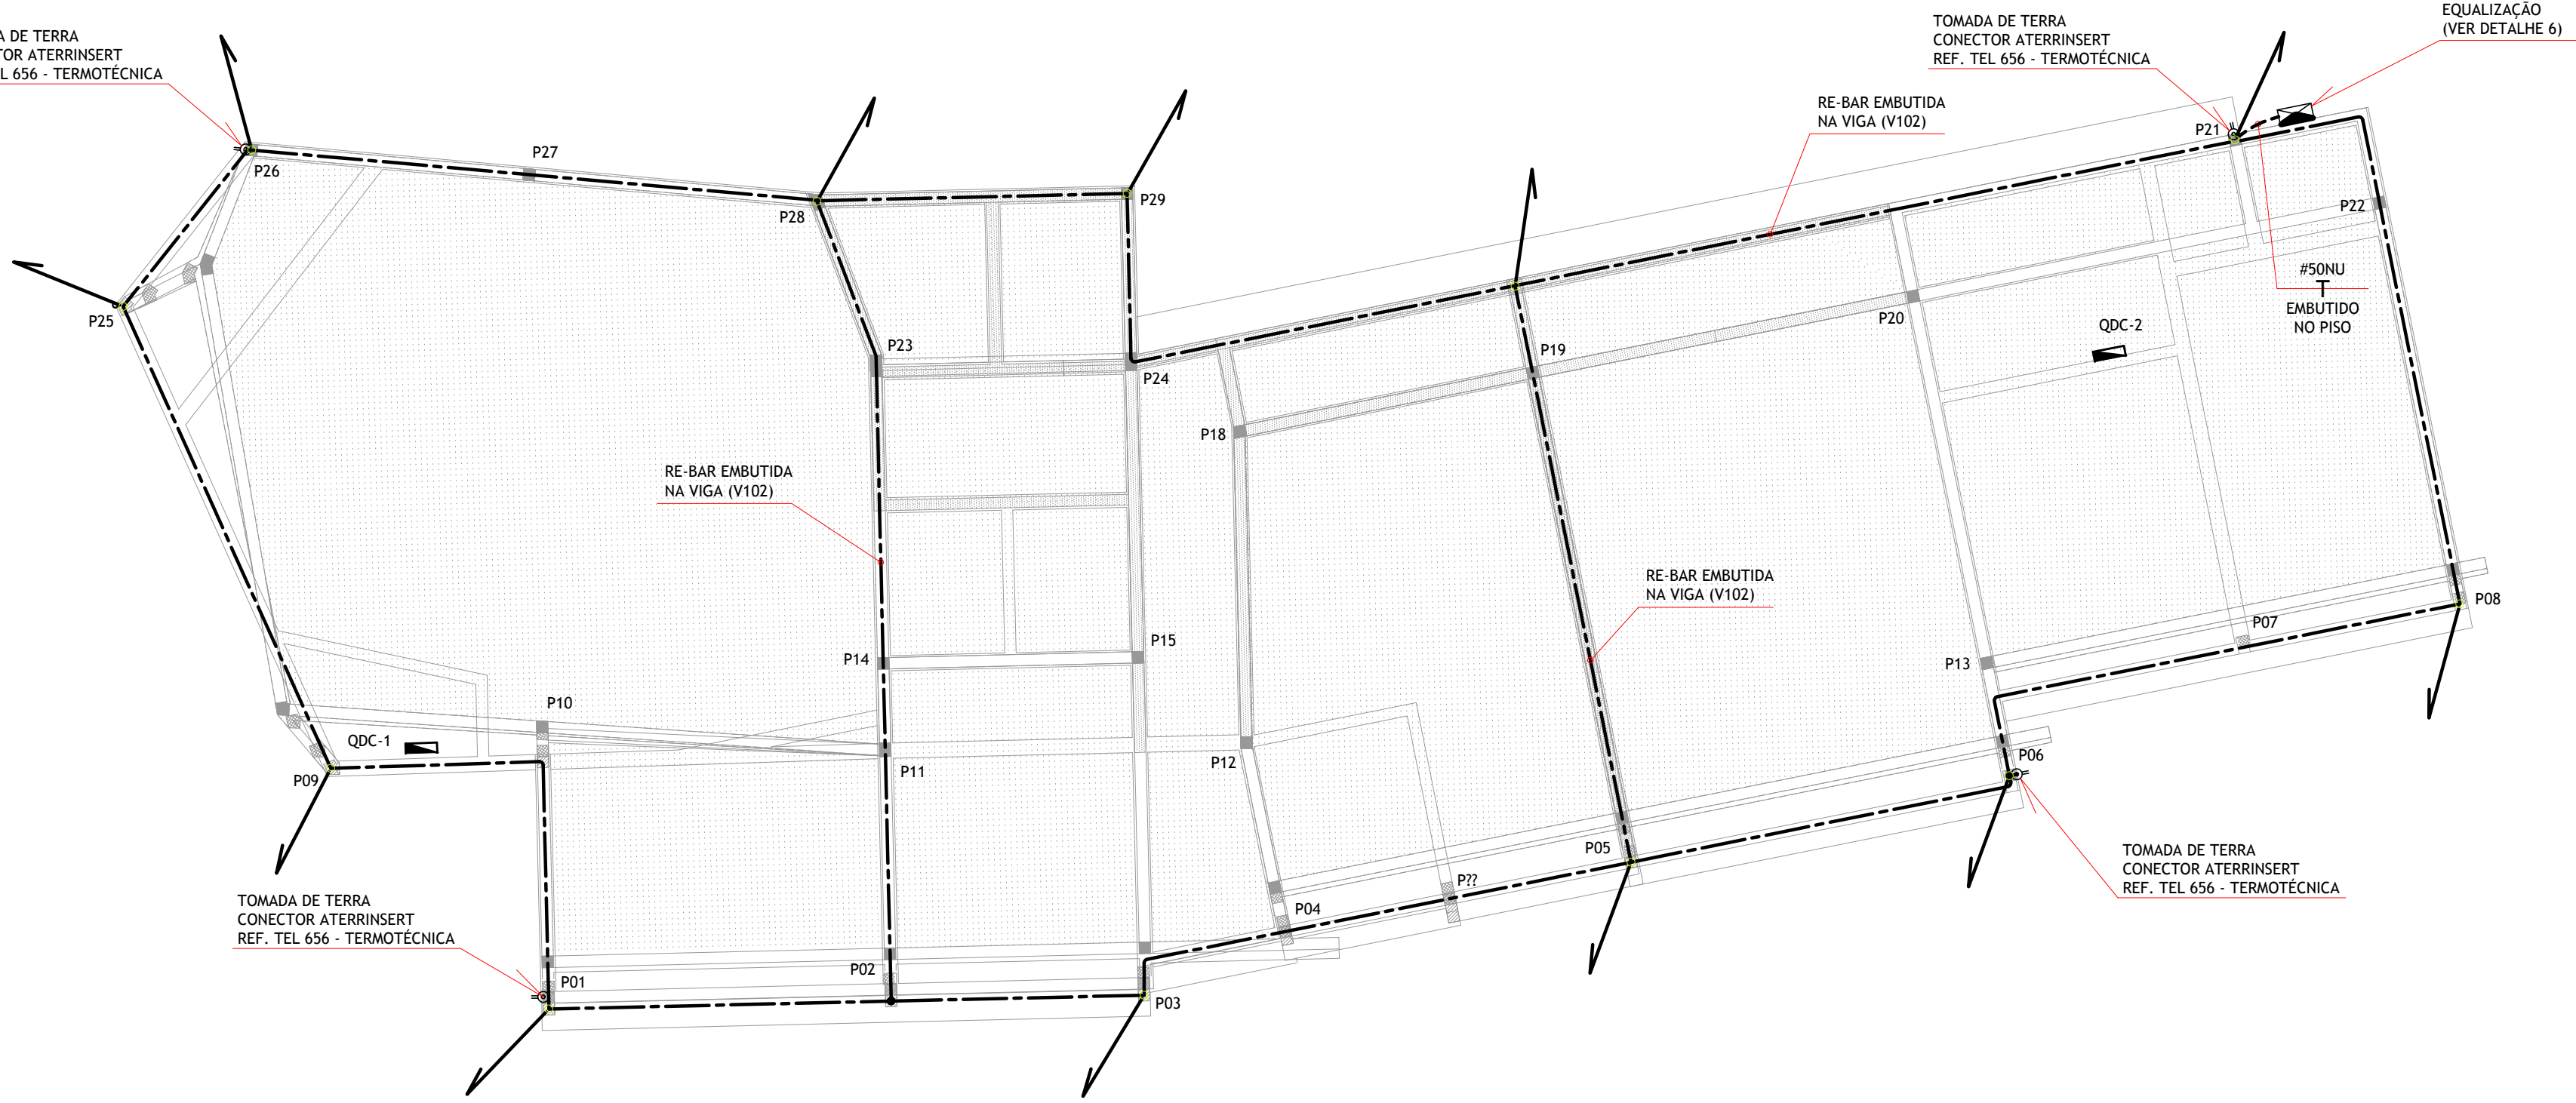 A DE TERRA
TOR ATERRINSERT
L 656 - TERMOTÉCNICA
TOMADA DE TERRA
CONECTOR ATERRINSERT
REF. TEL 656 - TERMOTÉCNICA
EQUALIZAÇÃO
(VER DETALHE 6)
RE-BAR EMBUTIDA
NA VIGA (V102)
P21
P27
P26
P28
P29
P22
#50NU
T
EMBUTIDO
NO PISO
P25
P20
QDC-2
P23
P24
P19
P18
RE-BAR EMBUTIDA
NA VIGA (V102)
RE-BAR EMBUTIDA
NA VIGA (V102)
P08
P07
P15
P14
P13
P10
QDC-1
P09
P11
P12
P06
P05
TOMADA DE TERRA
CONECTOR ATERRINSERT
REF. TEL 656 - TERMOTÉCNICA
P??
P04
TOMADA DE TERRA
CONECTOR ATERRINSERT
REF. TEL 656 - TERMOTÉCNICA
P02
P01
P03